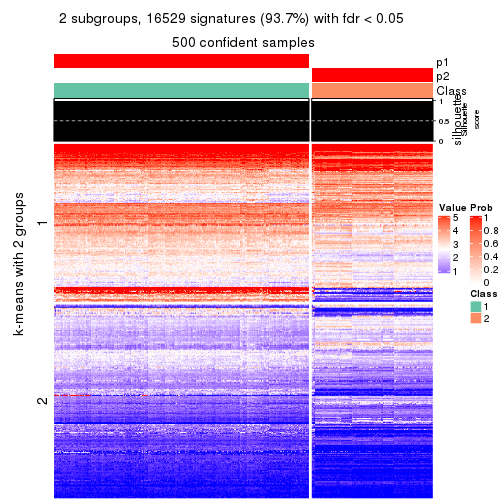 2 subgroups, 16529 signatures (93.7%) with fdr < 0.05
500 confident samples
p1
p2
Class
1
0.5
0
silhouette
Silhouette
score
k-means with 2 groups
1
2
Value
5
4
3
2
1
Prob
1
0.8
0.6
0.4
0.2
0
Class
1
2